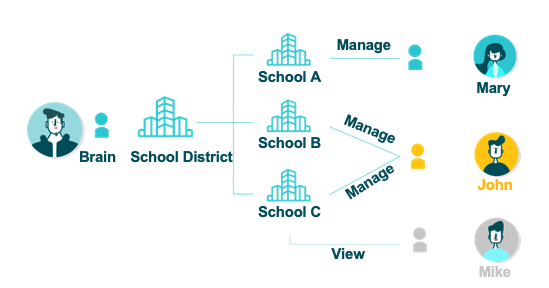 Manage
School A
Mary
Manage
School B
Brain
School District
Manage
John
School C
View
Mike